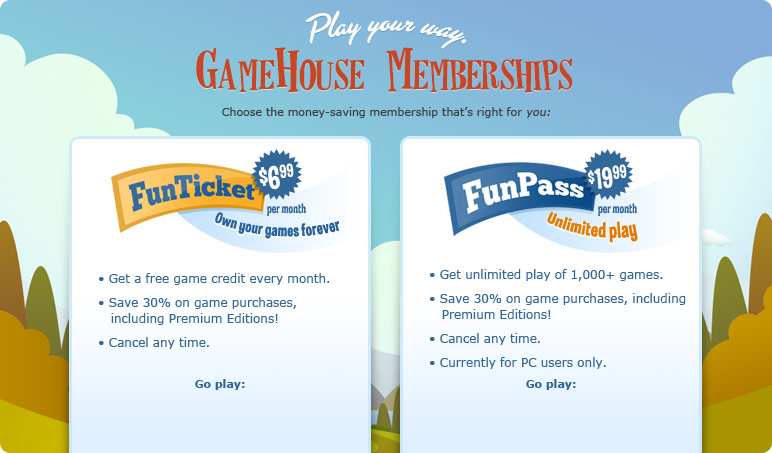 Play your way.
GAMEHOUSE MEMBERSHIPS
Choose the money-saving membership that's right for you:
FUNTICKET
$6.99
per month
Own your games forever
• Get a free game credit every month.
• Save 30% on game purchases,
including Premium Editions!
• Cancel any time.
Go play:
FUNPASS
$19.99
per month
Unlimited play
• Get unlimited play of 1,000+ games.
• Save 30% on game purchases, including
Premium Editions!
• Cancel any time.
• Currently for PC users only.
Go play: